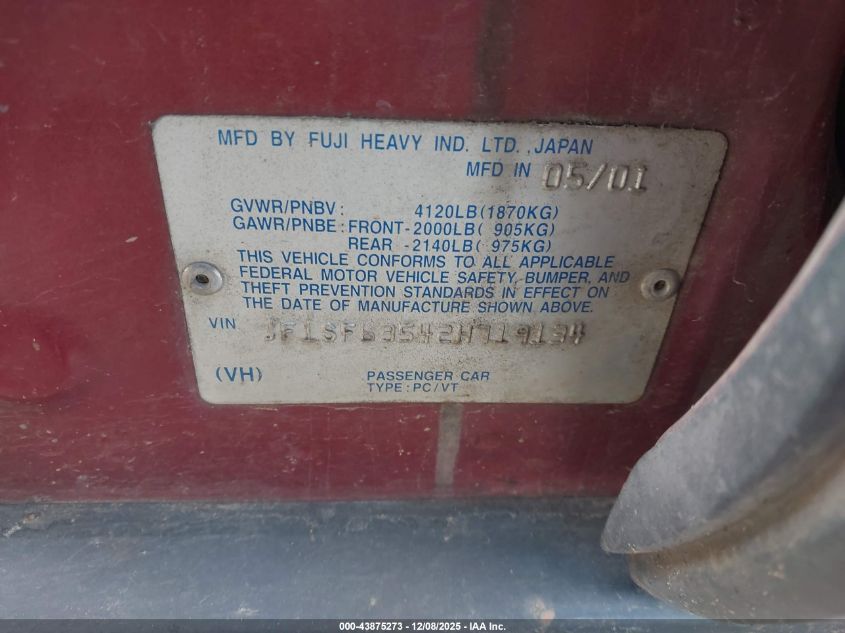 MFD BY FUJI HEAVY IND. LTD. ,JAPAN
MFD IN 05/01
GVWR/PNBV: 4120LB(1870KG)
GAWR/PNBE: FRONT-2000LB( 905KG)
REAR -2140LB( 975KG)
THIS VEHICLE CONFORMS TO ALL APPLICABLE
FEDERAL MOTOR VEHICLE SAFETY, BUMPER, AND
THEFT PREVENTION STANDARDS IN EFFECT ON
THE DATE OF MANUFACTURE SHOWN ABOVE.
VIN JF1SF63542H719134
(VH) PASSENGER CAR
TYPE:PC/VT
000-43875273 - 12/08/2025 - IAA Inc.